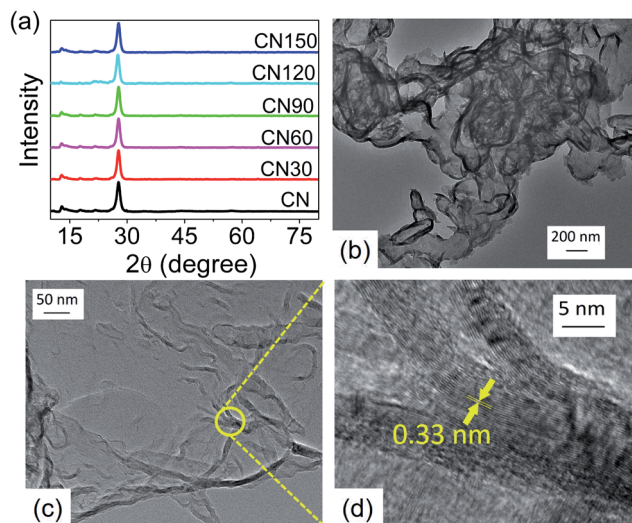 (a)
Intensity
CN150
CN120
CN90
CN60
CN30
CN
15 30 45 60 75
2θ (degree)
200 nm
(b)
50 nm
(c)
5 nm
0.33 nm
(d)